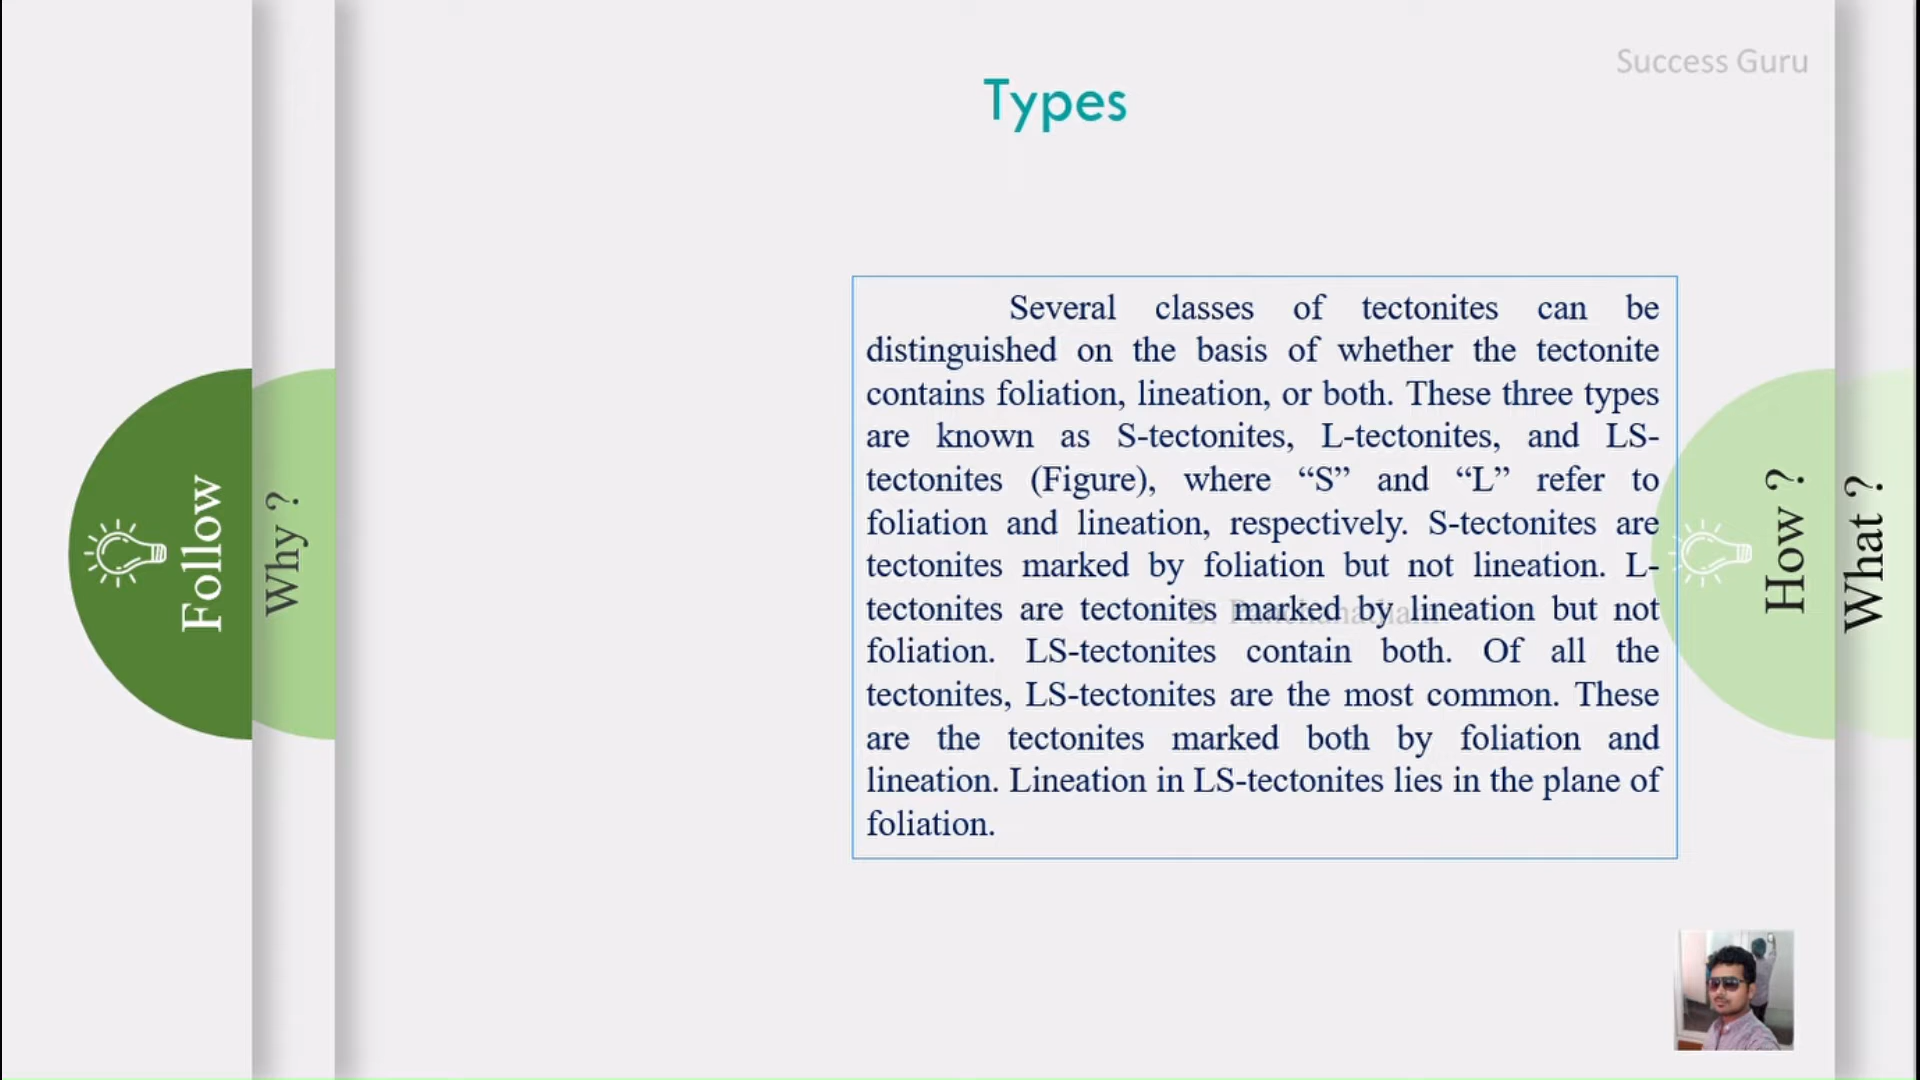 Success Guru
Types
Several classes of tectonites can be
distinguished on the basis of whether the tectonite
contains foliation, lineation, or both. These three types
are known as S-tectonites, L-tectonites, and LS-
tectonites (Figure), where “S” and “L” refer to
foliation and lineation, respectively. S-tectonites are
tectonites marked by foliation but not lineation. L-
tectonites are tectonites marked by lineation but not
foliation. LS-tectonites contain both. Of all the
tectonites, LS-tectonites are the most common. These
are the tectonites marked both by foliation and
lineation. Lineation in LS-tectonites lies in the plane of
foliation.
Follow
Why ?
How ?
What ?